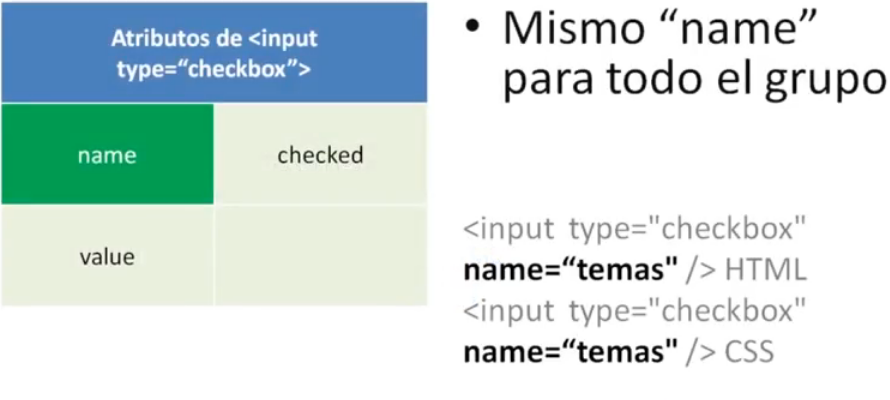 Atributos de <input
type=“checkbox”>
name
checked
value
• Mismo “name”
para todo el grupo
<input type="checkbox"
name=“temas" /> HTML
<input type="checkbox"
name=“temas" /> CSS